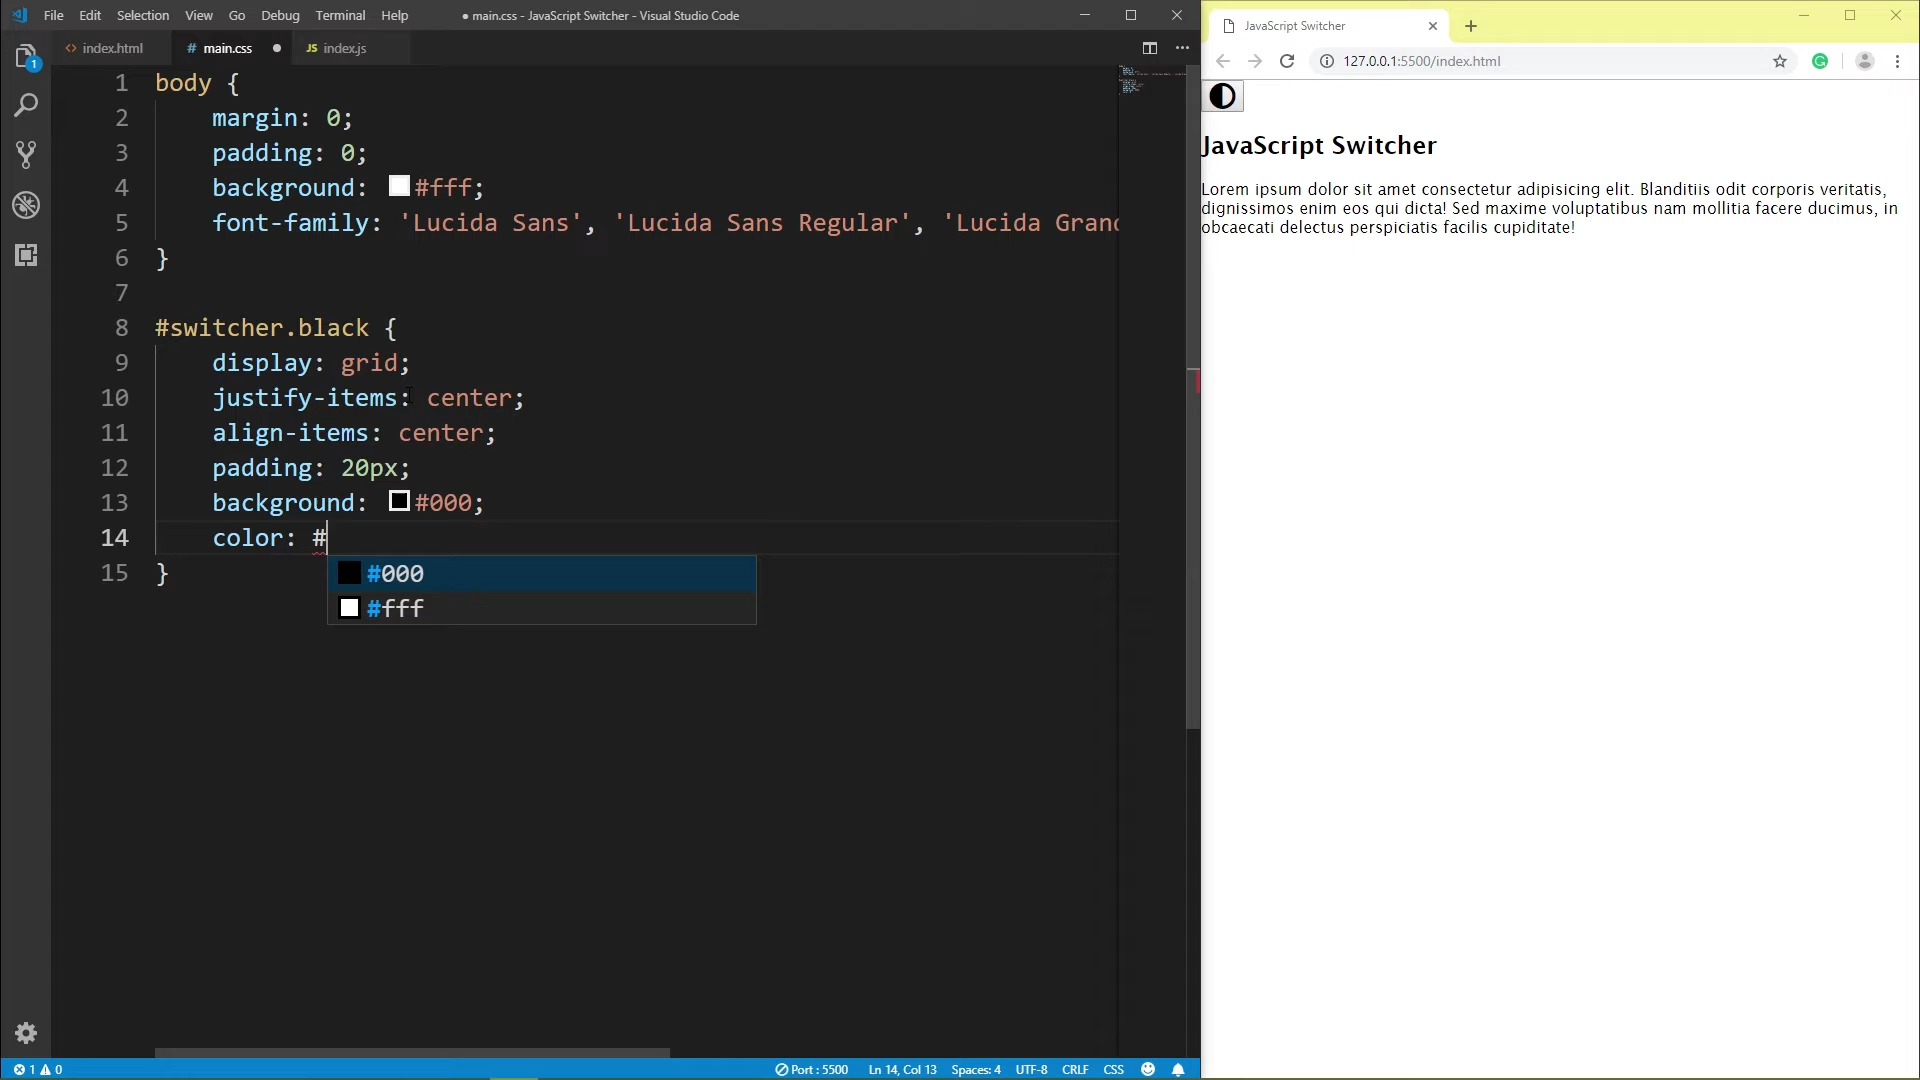 File Edit Selection View Go Debug Terminal Help
● main.css - JavaScript Switcher - Visual Studio Code
<> index.html
# main.css ●
JS index.js
1
1 body {
2 margin: 0;
3 padding: 0;
4 background: #fff;
5 font-family: 'Lucida Sans', 'Lucida Sans Regular', 'Lucida Grand
6 }
7
8 #switcher.black {
9 display: grid;
10 justify-items: center;
11 align-items: center;
12 padding: 20px;
13 background: #000;
14 color: #
#000
#fff
15 }
1 0
Port : 5500 Ln 14, Col 13 Spaces: 4 UTF-8 CRLF CSS
JavaScript Switcher
127.0.0.1:5500/index.html
JavaScript Switcher
Lorem ipsum dolor sit amet consectetur adipisicing elit. Blanditiis odit corporis veritatis,
dignissimos enim eos qui dicta! Sed maxime voluptatibus nam mollitia facere ducimus, in
obcaecati delectus perspiciatis facilis cupiditate!